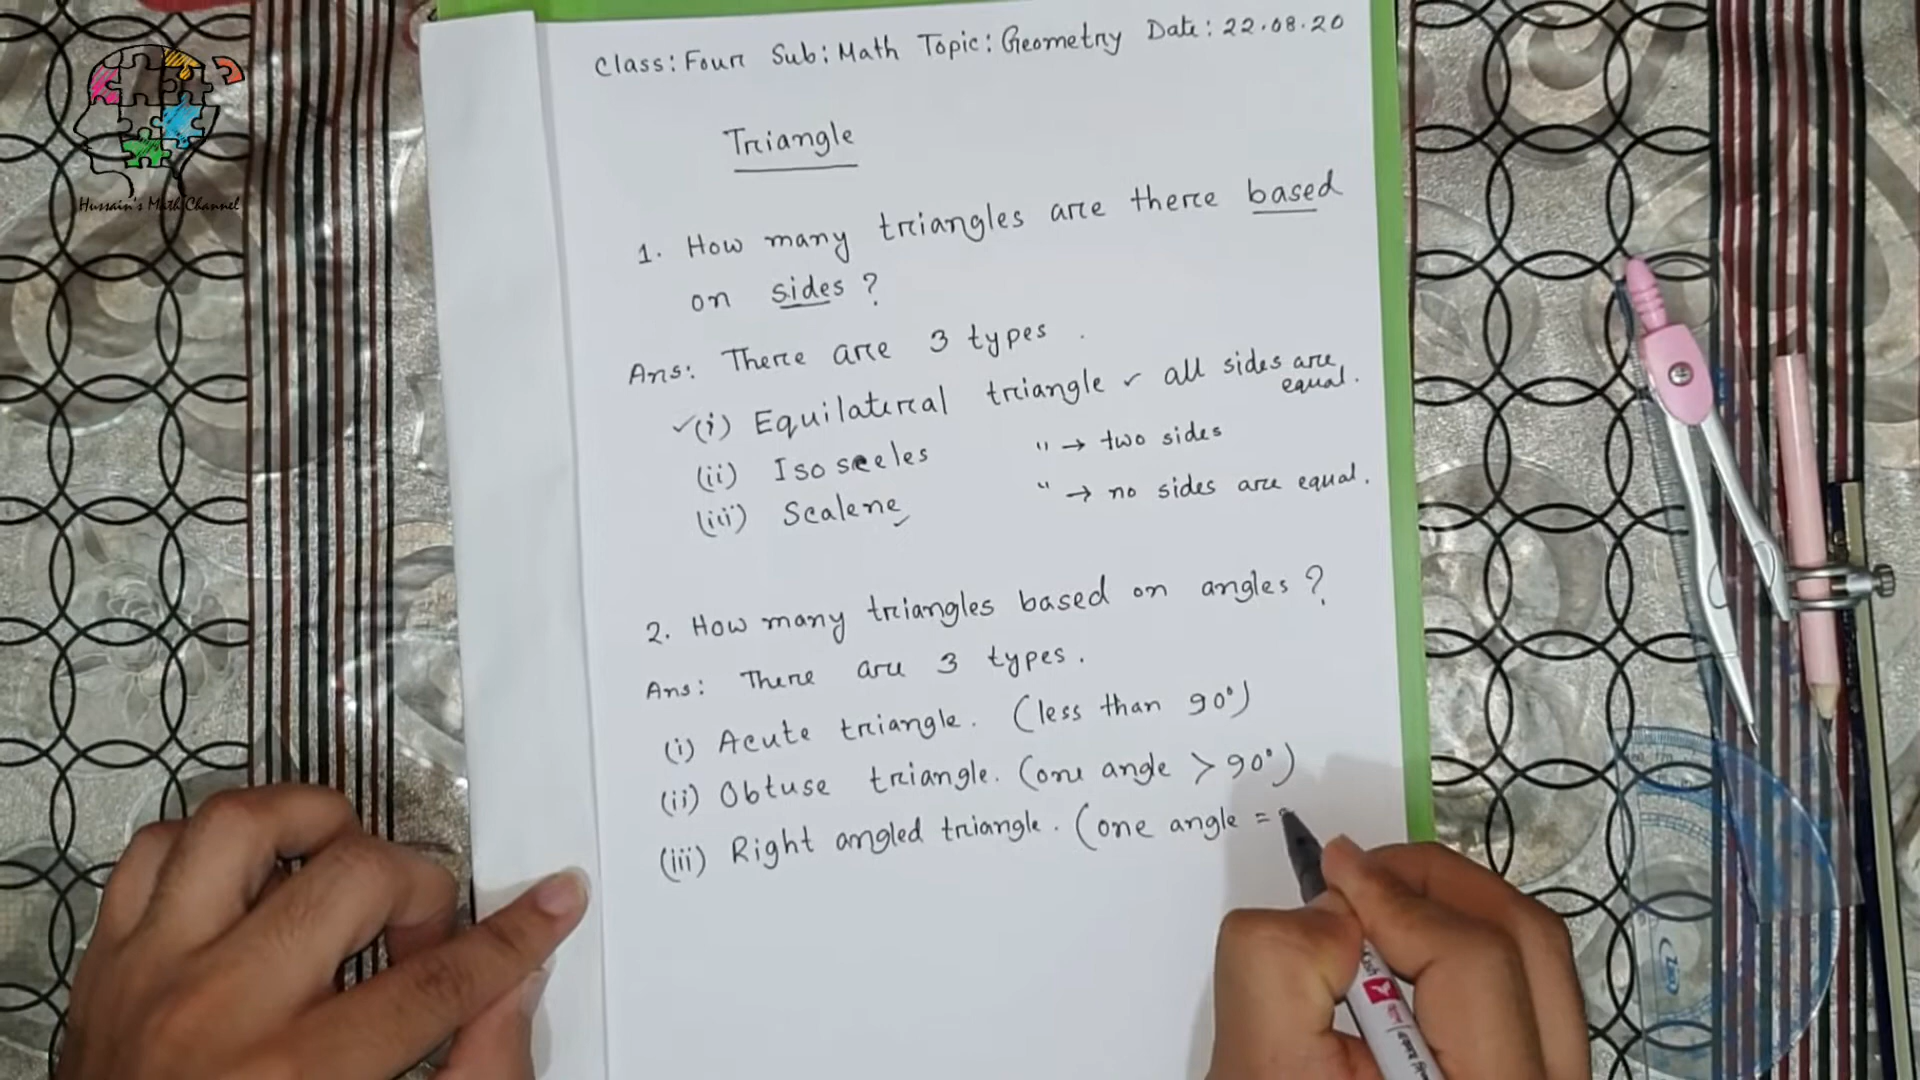 Class: Four Sub: Math Topic: Geometry Date: 22.08.20
Triangle
1. How many triangles are there based
on sides?
Ans: There are 3 types.
(i) Equilateral triangle ✓ all sides are
equal.
(ii) Isosceles " → two sides
(iii) Scalene " → no sides are equal.
2. How many triangles based on angles?
Ans: There are 3 types.
(i) Acute triangle. (less than 90°)
(ii) Obtuse triangle. (one angle > 90°)
(iii) Right angled triangle. (one angle =
Hussain's Math Channel